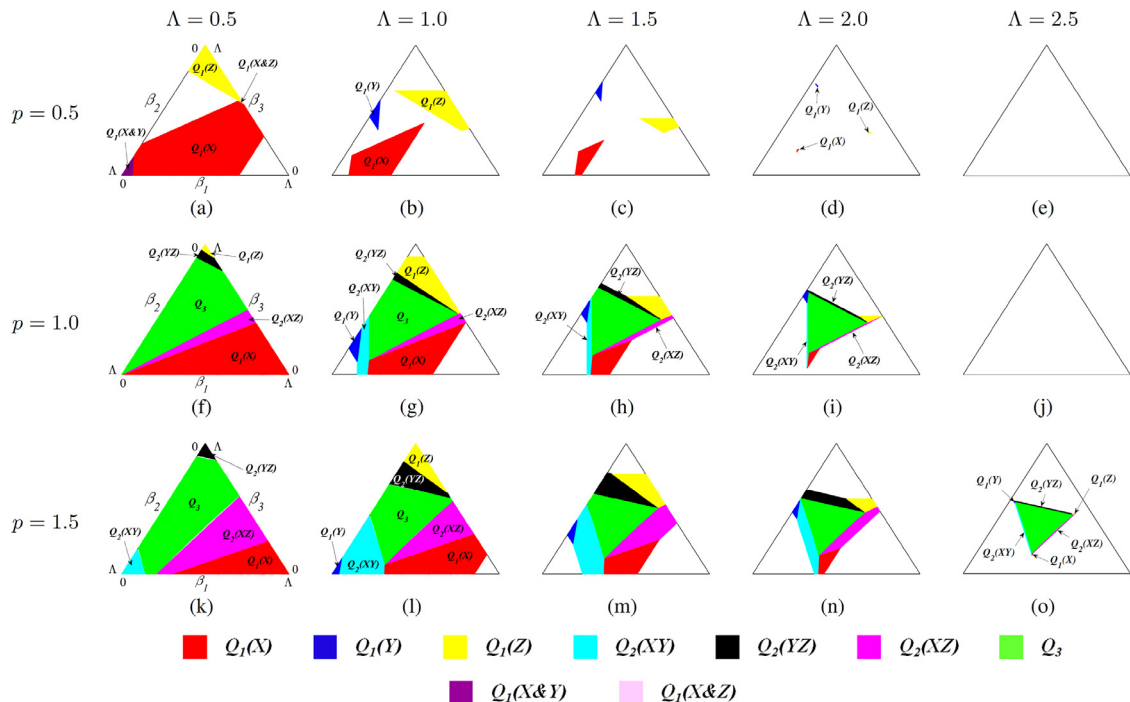 Λ = 0.5 Λ = 1.0 Λ = 1.5 Λ = 2.0 Λ = 2.5
p = 0.5
0 Λ
Q1(Z)
Q1(X&Z)
β2
β3
Q1(X&Y)
Q1(X)
Λ 0
0 β1 Λ
Q1(Y)
Q1(Z)
Q1(X)
Q1(Y)
Q1(Z)
Q1(X)
(a) (b) (c) (d) (e)
p = 1.0
0 Λ
Q2(YZ)
Q1(Z)
β2
β3
Q3
Q2(XZ)
Q1(X)
Λ 0
0 β1 Λ
Q2(YZ)
Q1(Z)
Q2(XY)
Q1(Y)
Q3
Q2(XZ)
Q1(X)
Q2(YZ)
Q2(XY)
Q2(XZ)
Q2(YZ)
Q2(XY)
Q2(XZ)
(f) (g) (h) (i) (j)
p = 1.5
0 Λ
Q2(YZ)
β2
β3
Q3
Q2(XY)
Q2(XZ)
Q1(X)
Λ 0
0 β1 Λ
Q1(Z)
Q2(YZ)
Q3
Q1(Y)
Q2(XZ)
Q2(XY)
Q1(X)
Q1(Y)
Q2(YZ)
Q1(Z)
Q2(XY)
Q2(XZ)
Q1(X)
(k) (l) (m) (n) (o)
Q1(X) Q1(Y) Q1(Z) Q2(XY) Q2(YZ) Q2(XZ) Q3
Q1(X&Y) Q1(X&Z)